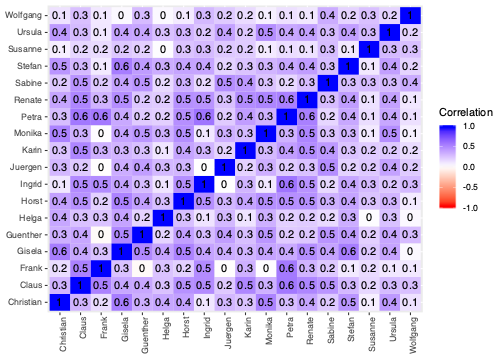 Wolfgang 0.1 0.3 0.1 0 0.3 0 0.1 0.3 0.2 0.2 0.1 0.1 0.1 0.4 0.2 0.3 0.2 1
Ursula 0.4 0.3 0.1 0.4 0.4 0.3 0.3 0.2 0.4 0.2 0.5 0.4 0.4 0.3 0.4 0.3 1 0.2
Susanne 0.1 0.2 0.2 0.2 0.2 0 0.3 0.3 0.2 0.2 0.1 0.1 0.1 0.3 0.1 1 0.3 0.3
Stefan 0.5 0.3 0.1 0.6 0.4 0.3 0.4 0.4 0.2 0.3 0.4 0.4 0.4 0.3 1 0.1 0.4 0.2
Sabine 0.2 0.5 0.2 0.4 0.5 0.2 0.3 0.2 0.5 0.4 0.3 0.2 0.3 1 0.3 0.3 0.3 0.4
Renate 0.4 0.5 0.3 0.5 0.2 0.2 0.5 0.5 0.3 0.5 0.5 0.6 1 0.3 0.4 0.1 0.4 0.1
Petra 0.3 0.6 0.6 0.4 0.2 0.2 0.5 0.6 0.2 0.4 0.3 1 0.6 0.2 0.4 0.1 0.4 0.1
Monika 0.5 0.3 0 0.4 0.5 0.3 0.5 0.1 0.3 0.3 1 0.3 0.5 0.3 0.4 0.1 0.5 0.1
Karin 0.3 0.5 0.3 0.3 0.3 0.1 0.4 0.3 0.2 1 0.3 0.4 0.5 0.4 0.3 0.2 0.2 0.2
Juergen 0.3 0.2 0 0.4 0.4 0.3 0.3 0 1 0.2 0.3 0.2 0.3 0.5 0.2 0.2 0.4 0.2
Ingrid 0.1 0.5 0.5 0.4 0.3 0.1 0.5 1 0 0.3 0.1 0.6 0.5 0.2 0.4 0.3 0.2 0.3
Horst 0.4 0.5 0.2 0.5 0.4 0.3 1 0.5 0.3 0.4 0.5 0.5 0.5 0.3 0.4 0.3 0.3 0.1
Helga 0.4 0.3 0.3 0.4 0.2 1 0.3 0.1 0.3 0.1 0.3 0.2 0.2 0.2 0.3 0 0.3 0
Guenther 0.3 0.4 0 0.5 1 0.2 0.4 0.3 0.4 0.3 0.5 0.2 0.2 0.5 0.4 0.2 0.4 0.3
Gisela 0.6 0.4 0.3 1 0.5 0.4 0.5 0.4 0.4 0.3 0.4 0.4 0.5 0.4 0.6 0.2 0.4 0
Frank 0.2 0.5 1 0.3 0 0.3 0.2 0.5 0 0.3 0 0.6 0.3 0.2 0.1 0.2 0.1 0.1
Claus 0.3 1 0.5 0.4 0.4 0.3 0.5 0.5 0.2 0.5 0.3 0.6 0.5 0.5 0.3 0.2 0.3 0.3
Christian 1 0.3 0.2 0.6 0.3 0.4 0.4 0.1 0.3 0.3 0.5 0.3 0.4 0.2 0.5 0.1 0.4 0.1
Christian Claus Frank Gisela Guenther Helga Horst Ingrid Juergen Karin Monika Petra Renate Sabine Stefan Susanne Ursula Wolfgang
Correlation
1.0
0.5
0.0
-0.5
-1.0